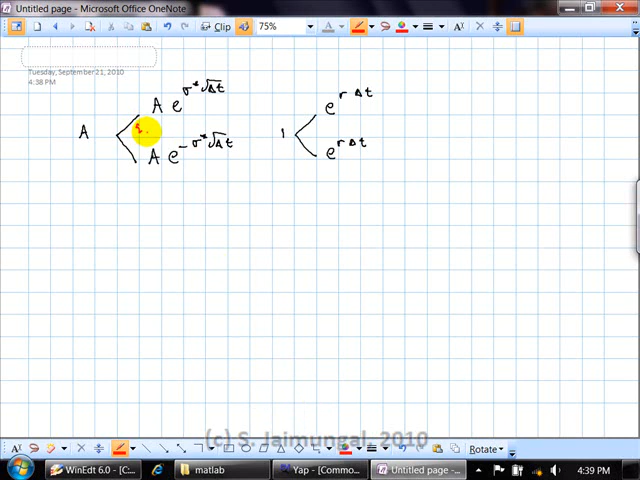 Untitled page - Microsoft Office OneNote
75%
Clip
Tuesday, September 21, 2010
4:38 PM
A e^{σ*√Δt}
A
q.
A e^{-σ*√Δt}
e^{rΔt}
1
e^{rΔt}
(c) S. Jaimungal, 2010
Rotate
WinEdt 6.0 - [C:...
matlab
Yap - [Commo...
Untitled page -...
4:39 PM